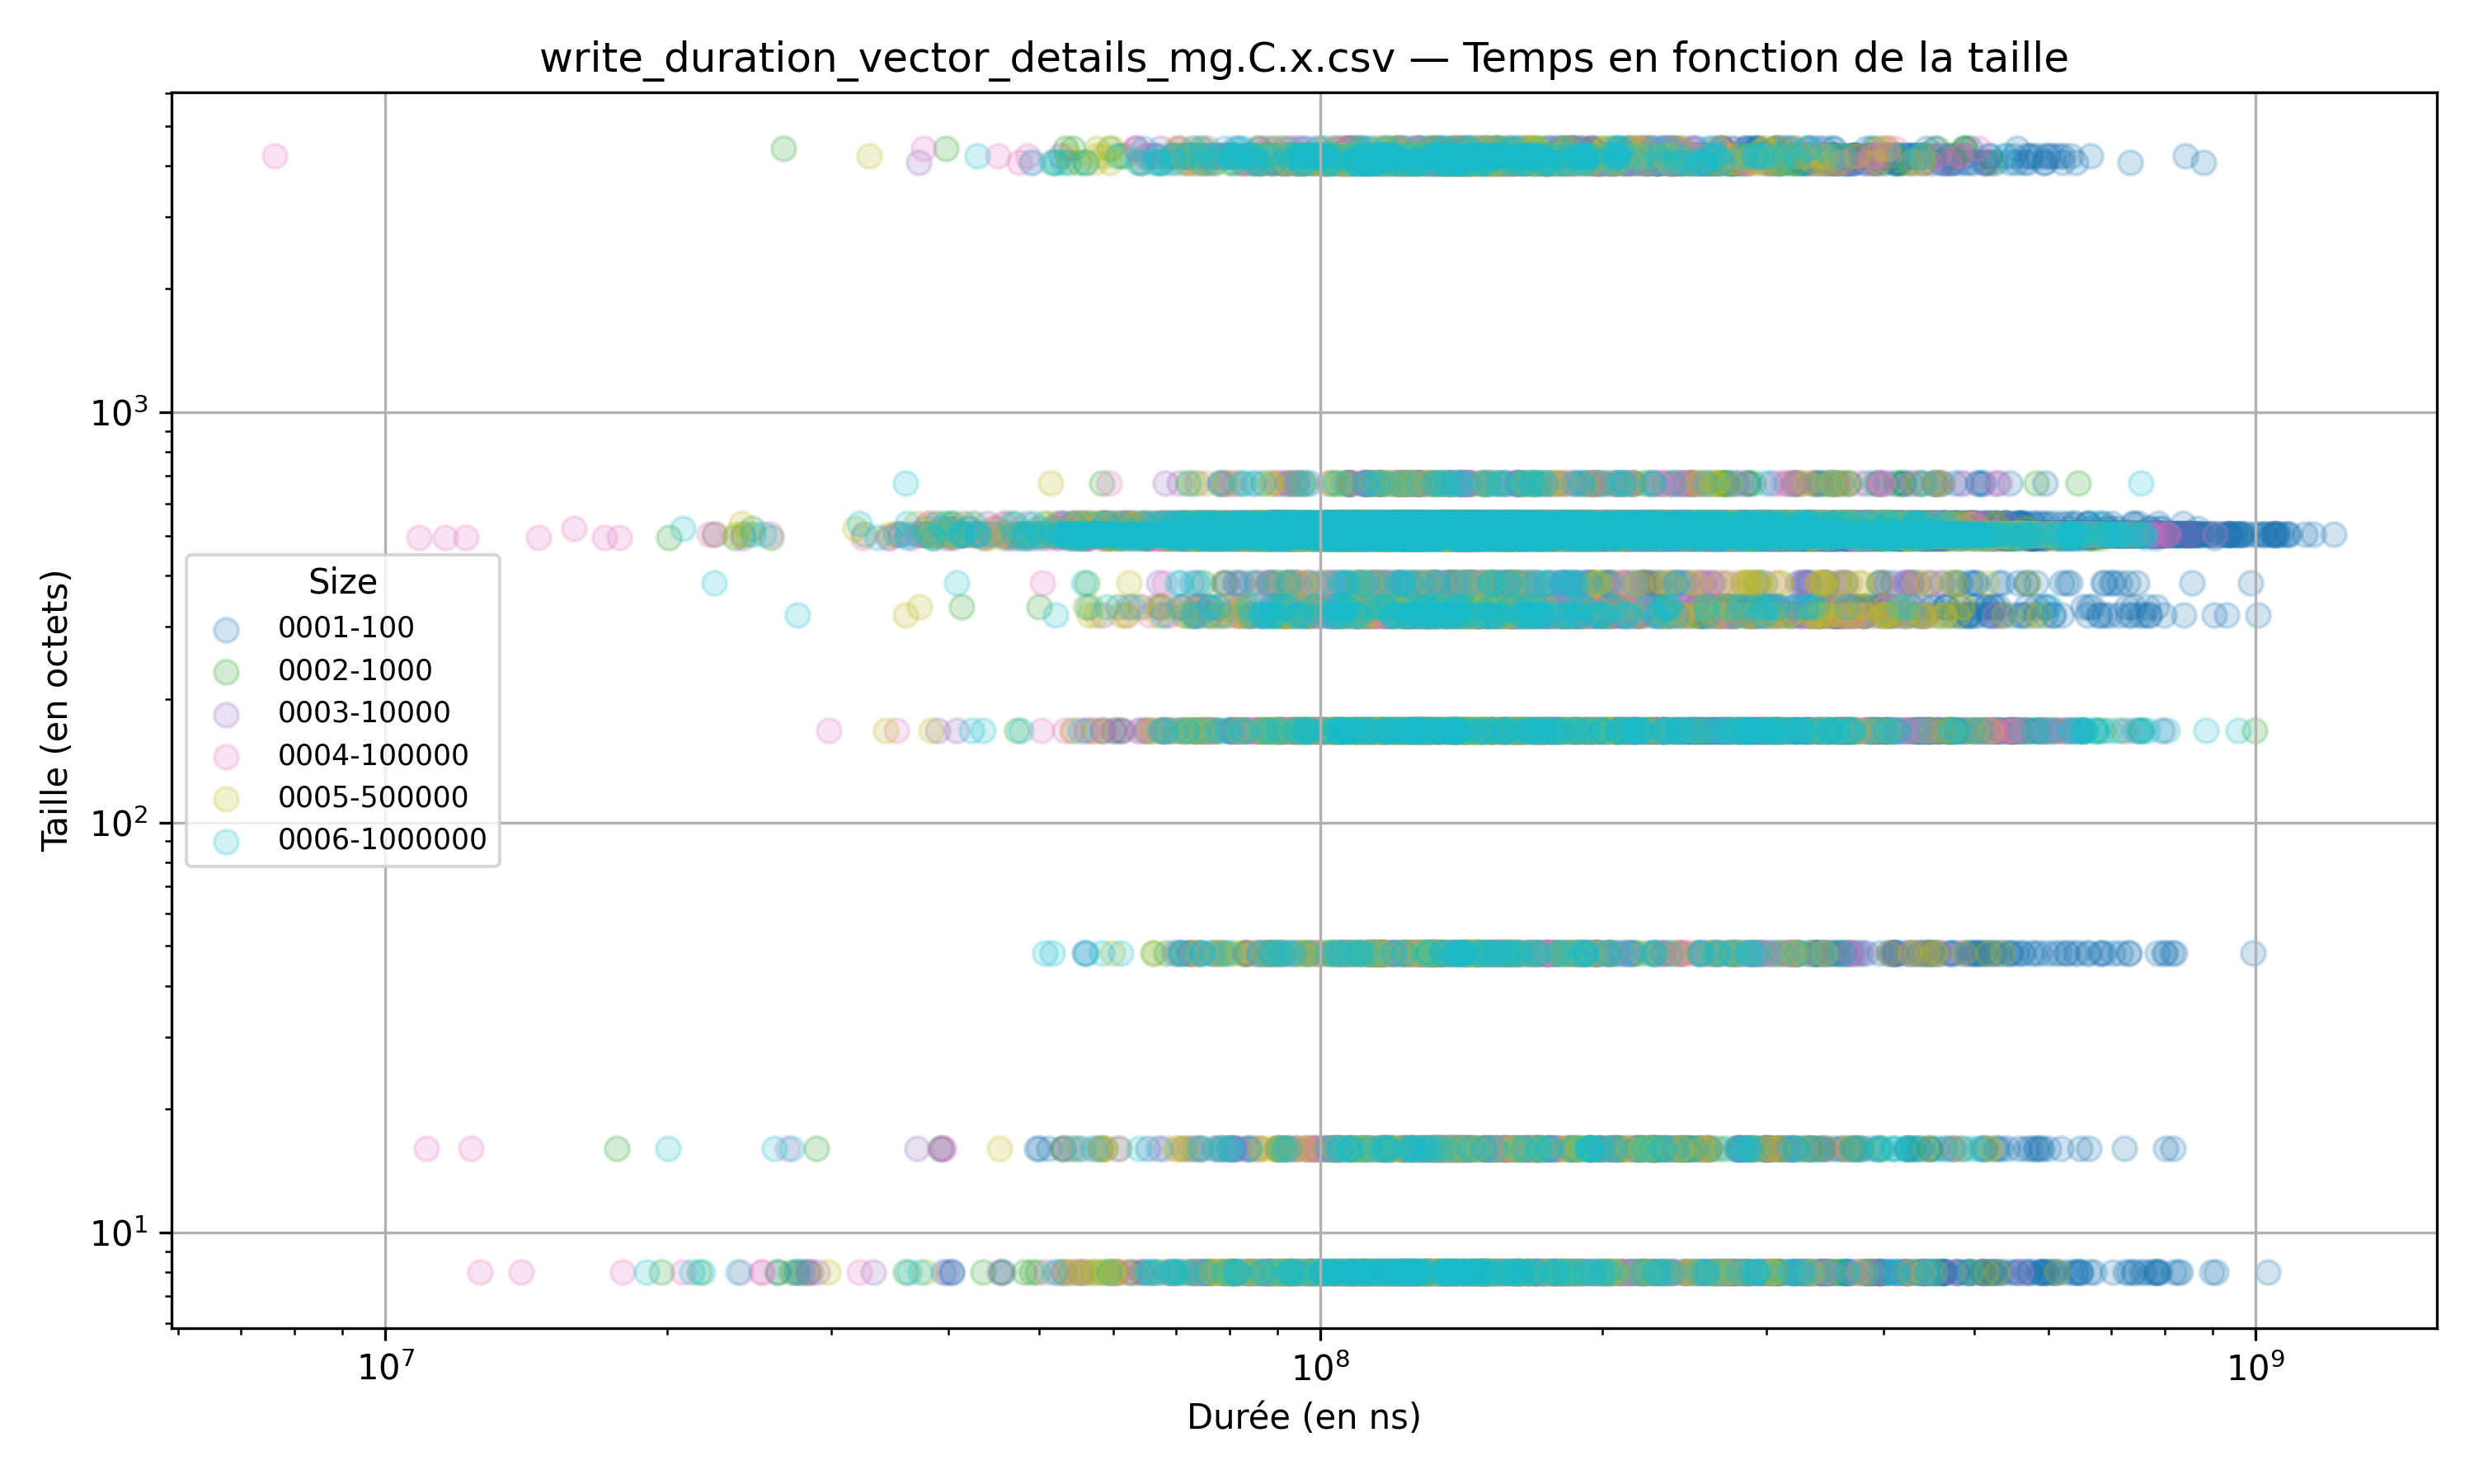 write_duration_vector_details_mg.C.x.csv — Temps en fonction de la taille
Taille (en octets)
10³
10²
10¹
Size
0001-100
0002-1000
0003-10000
0004-100000
0005-500000
0006-1000000
10⁷ 10⁸ 10⁹
Durée (en ns)